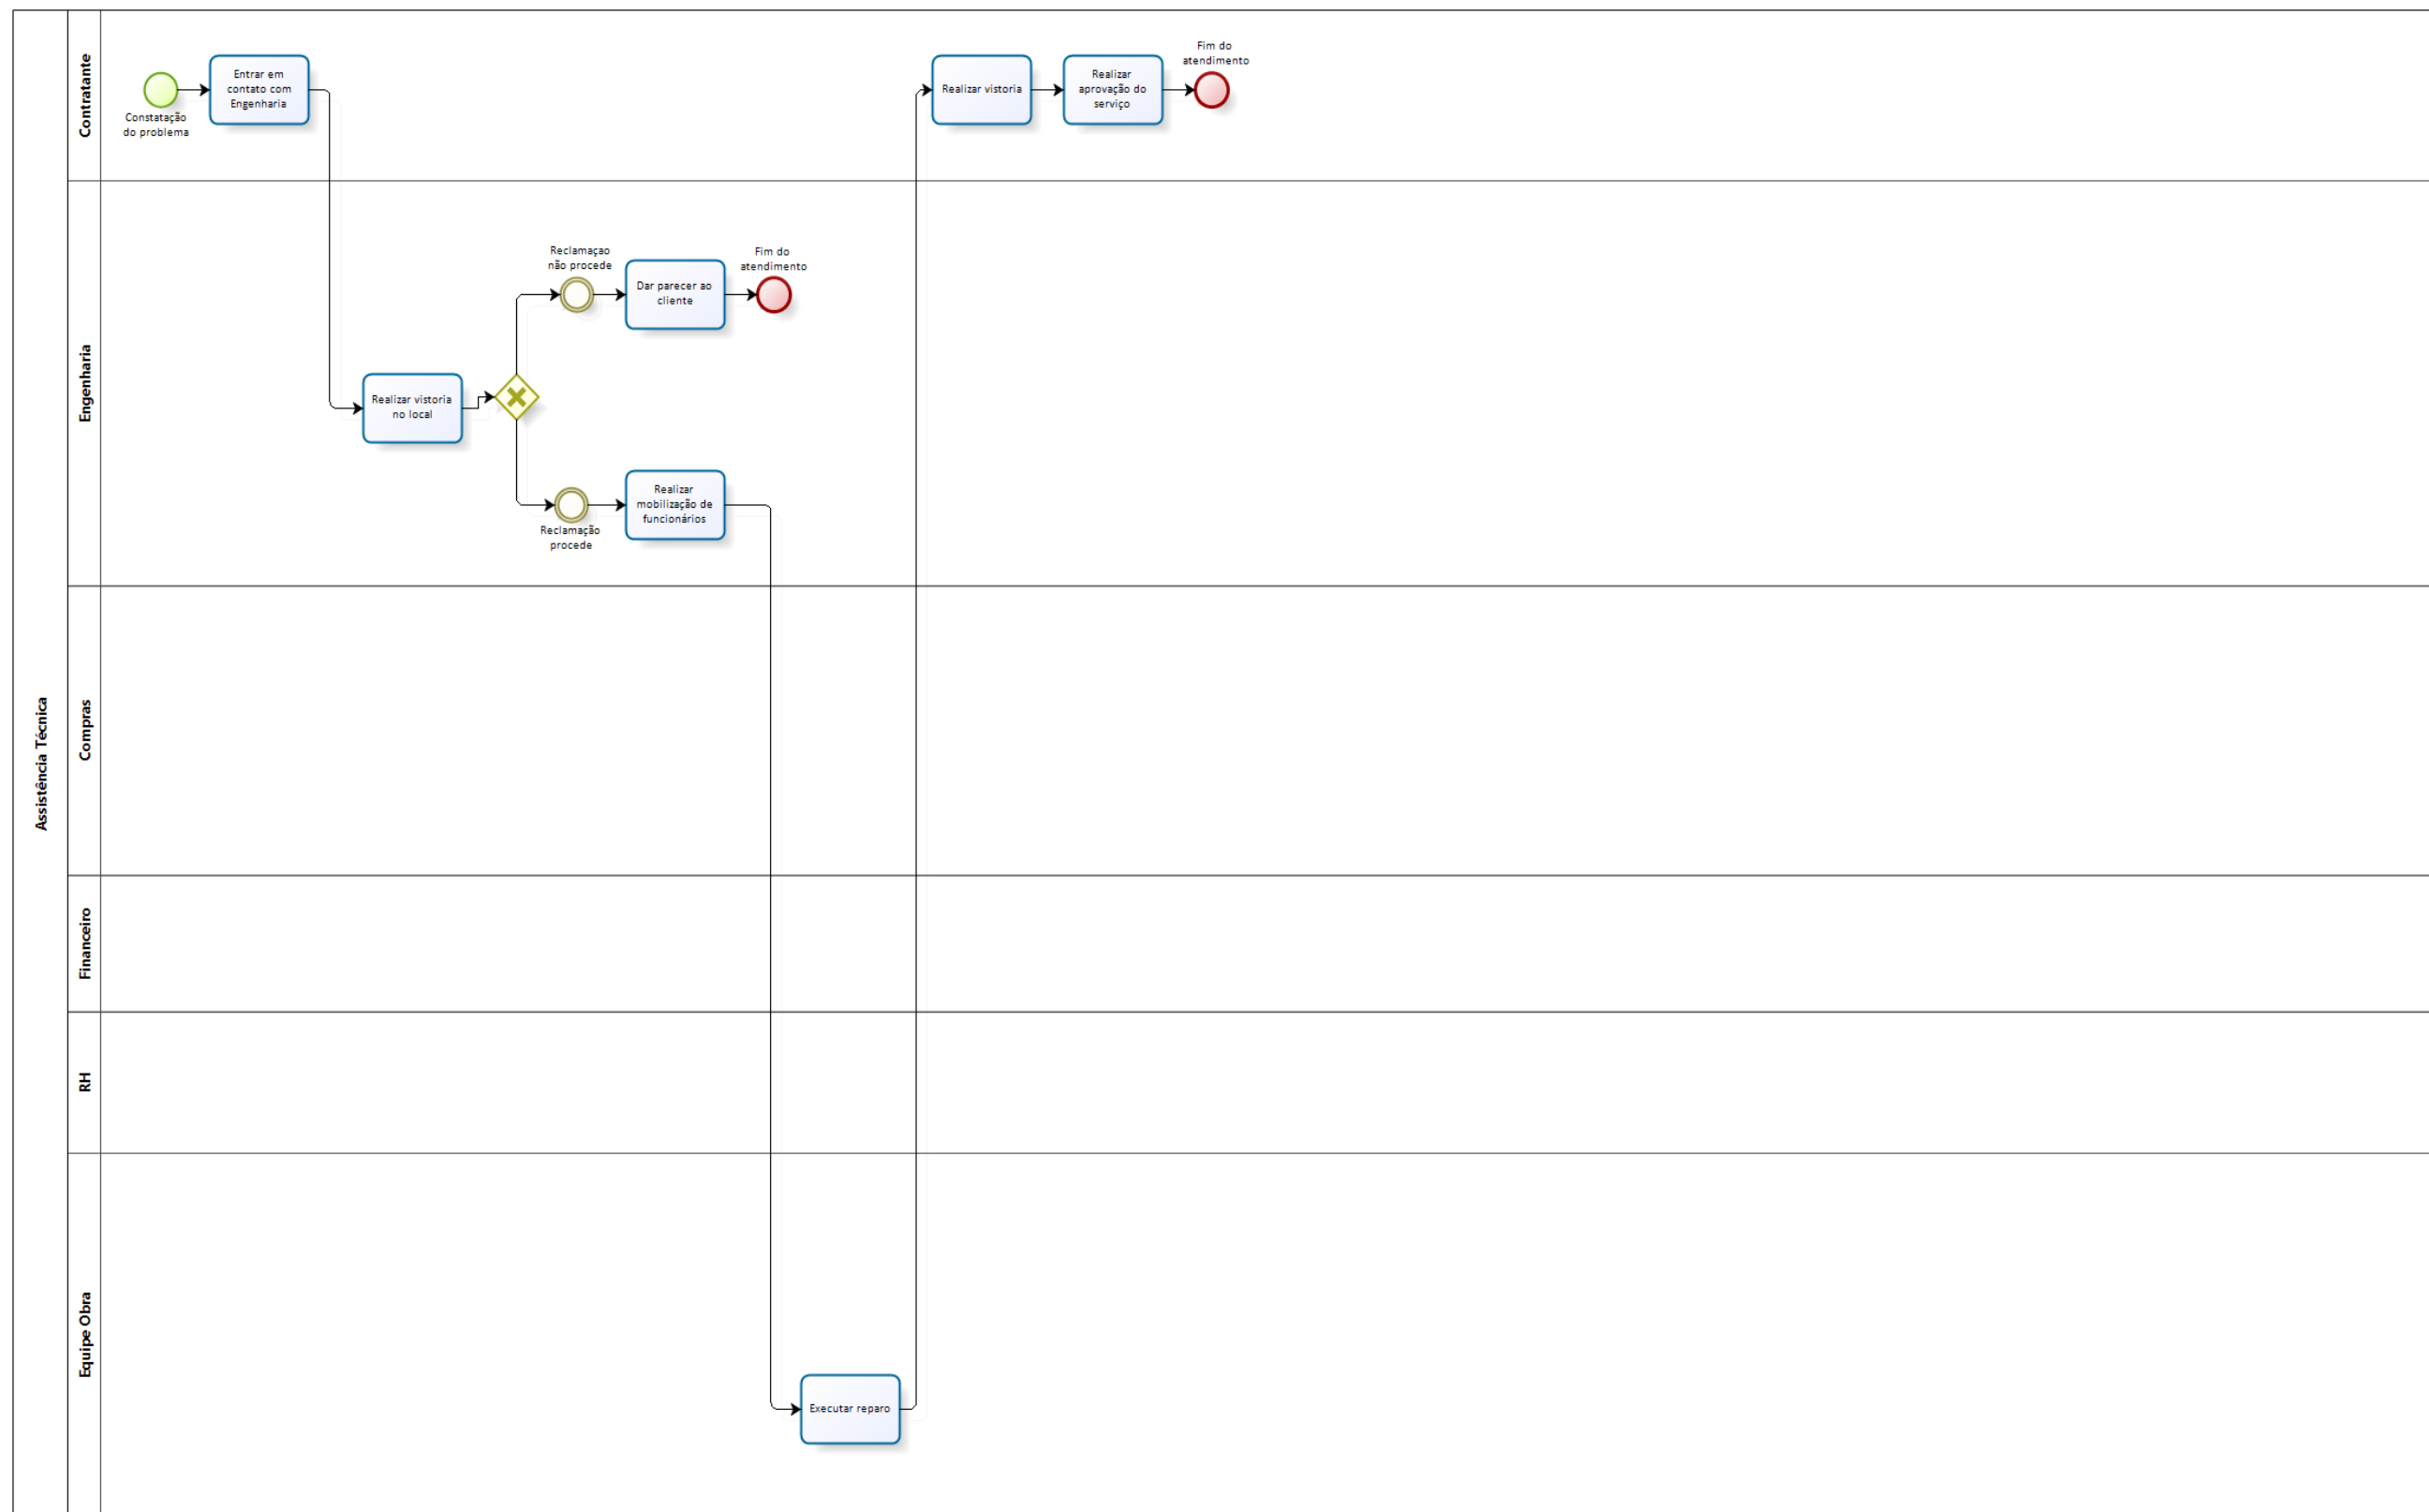 Assistência Técnica
Contratante
Constatação
do problema
Entrar em
contato com
Engenharia
Realizar vistoria
Realizar
aprovação do
serviço
Fim do
atendimento
Engenharia
Realizar vistoria
no local
Reclamaçao
não procede
Dar parecer ao
cliente
Fim do
atendimento
Reclamação
procede
Realizar
mobilização de
funcionários
Compras
Financeiro
RH
Equipe Obra
Executar reparo